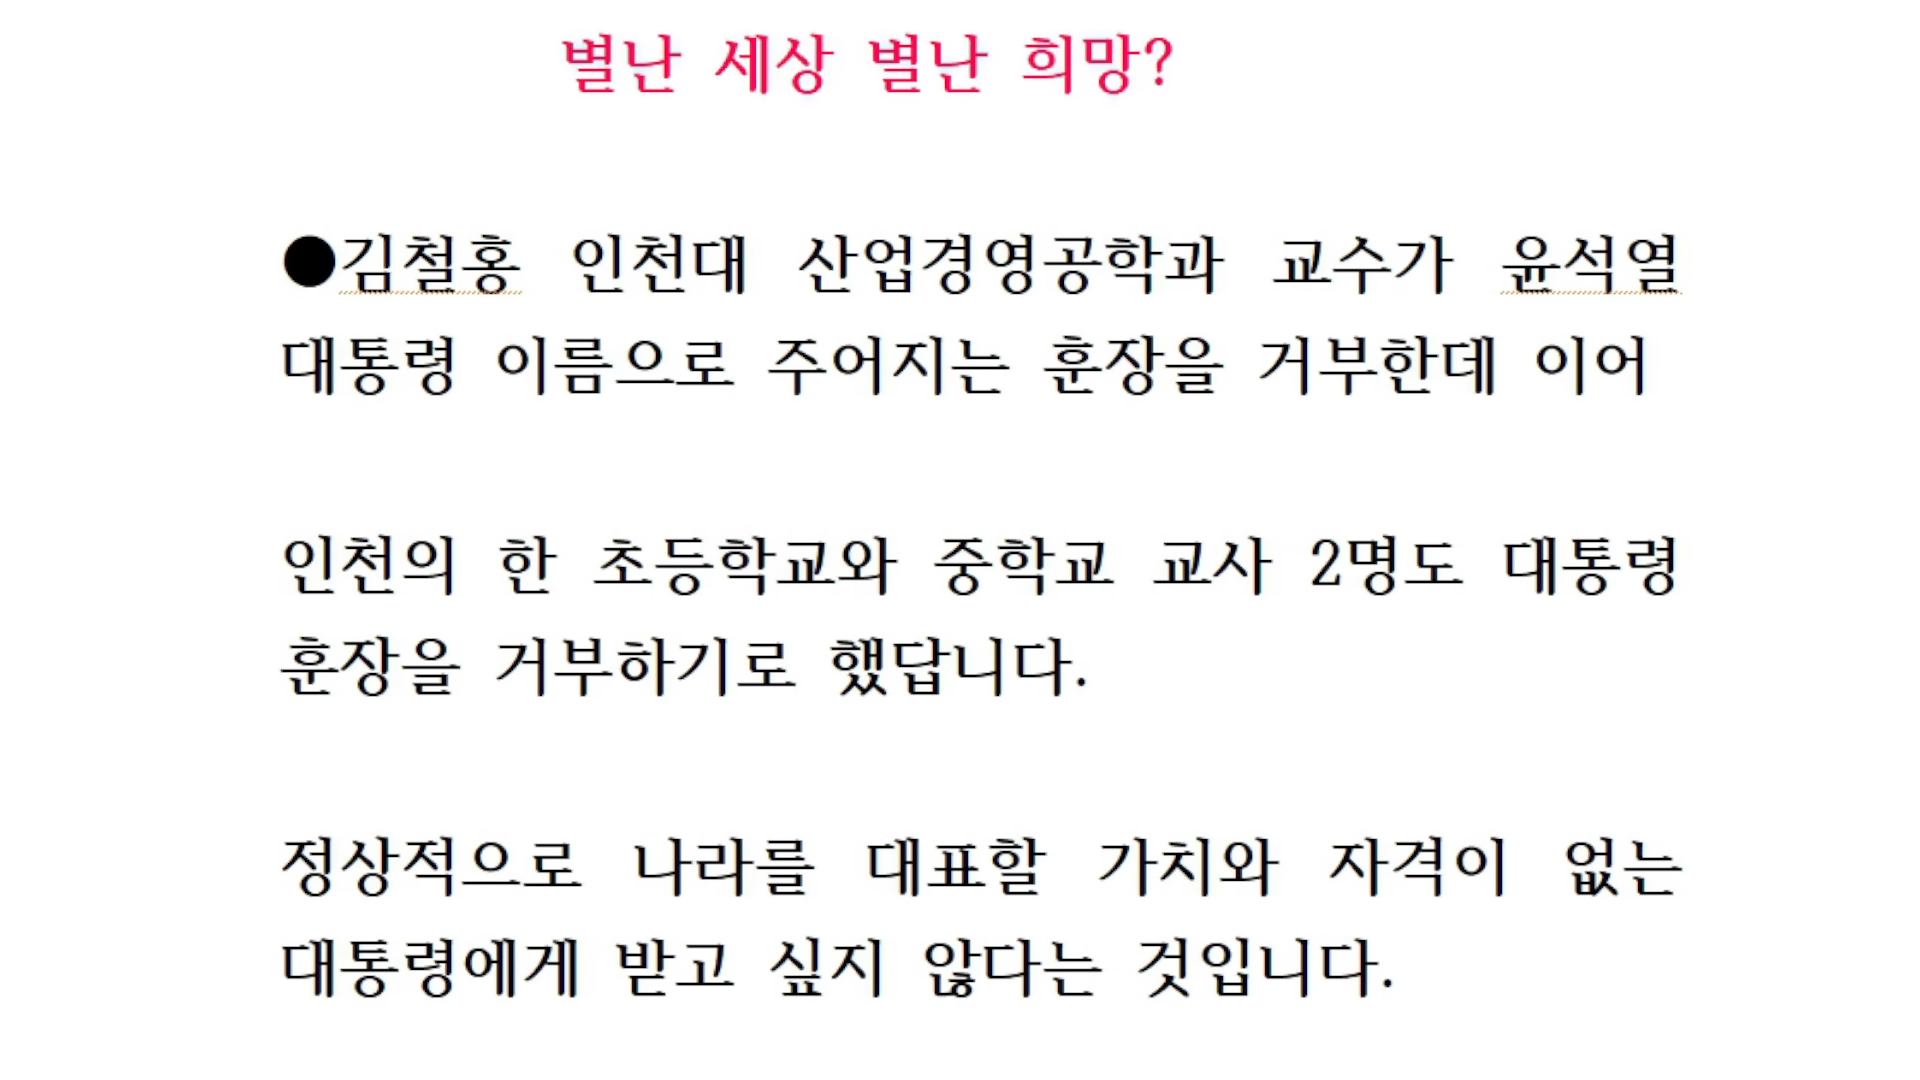 별난 세상 별난 희망?
●김철홍 인천대 산업경영공학과 교수가 윤석열
대통령 이름으로 주어지는 훈장을 거부한데 이어
인천의 한 초등학교와 중학교 교사 2명도 대통령
훈장을 거부하기로 했답니다.
정상적으로 나라를 대표할 가치와 자격이 없는
대통령에게 받고 싶지 않다는 것입니다.